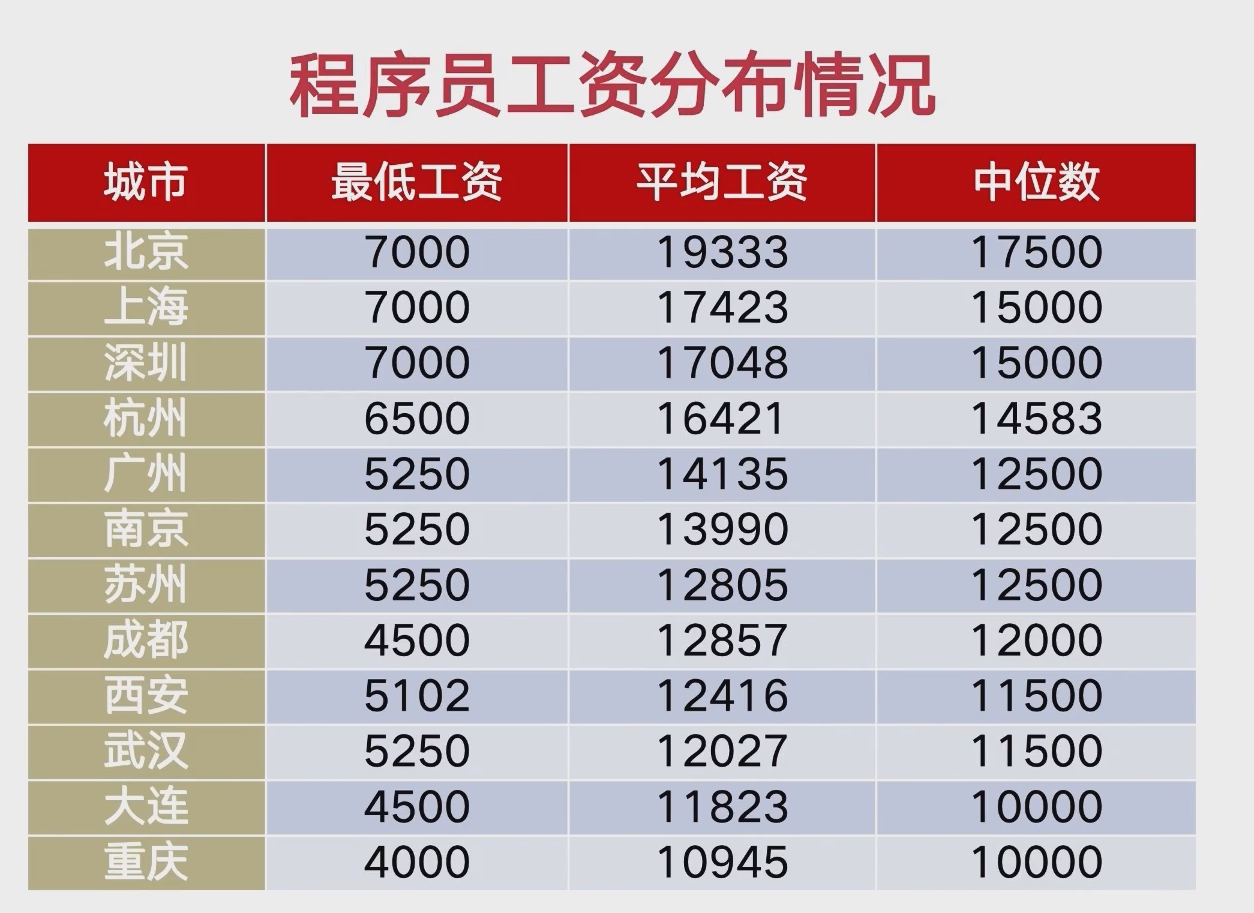 程序员工资分布情况
城市 最低工资 平均工资 中位数
北京 7000 19333 17500
上海 7000 17423 15000
深圳 7000 17048 15000
杭州 6500 16421 14583
广州 5250 14135 12500
南京 5250 13990 12500
苏州 5250 12805 12500
成都 4500 12857 12000
西安 5102 12416 11500
武汉 5250 12027 11500
大连 4500 11823 10000
重庆 4000 10945 10000